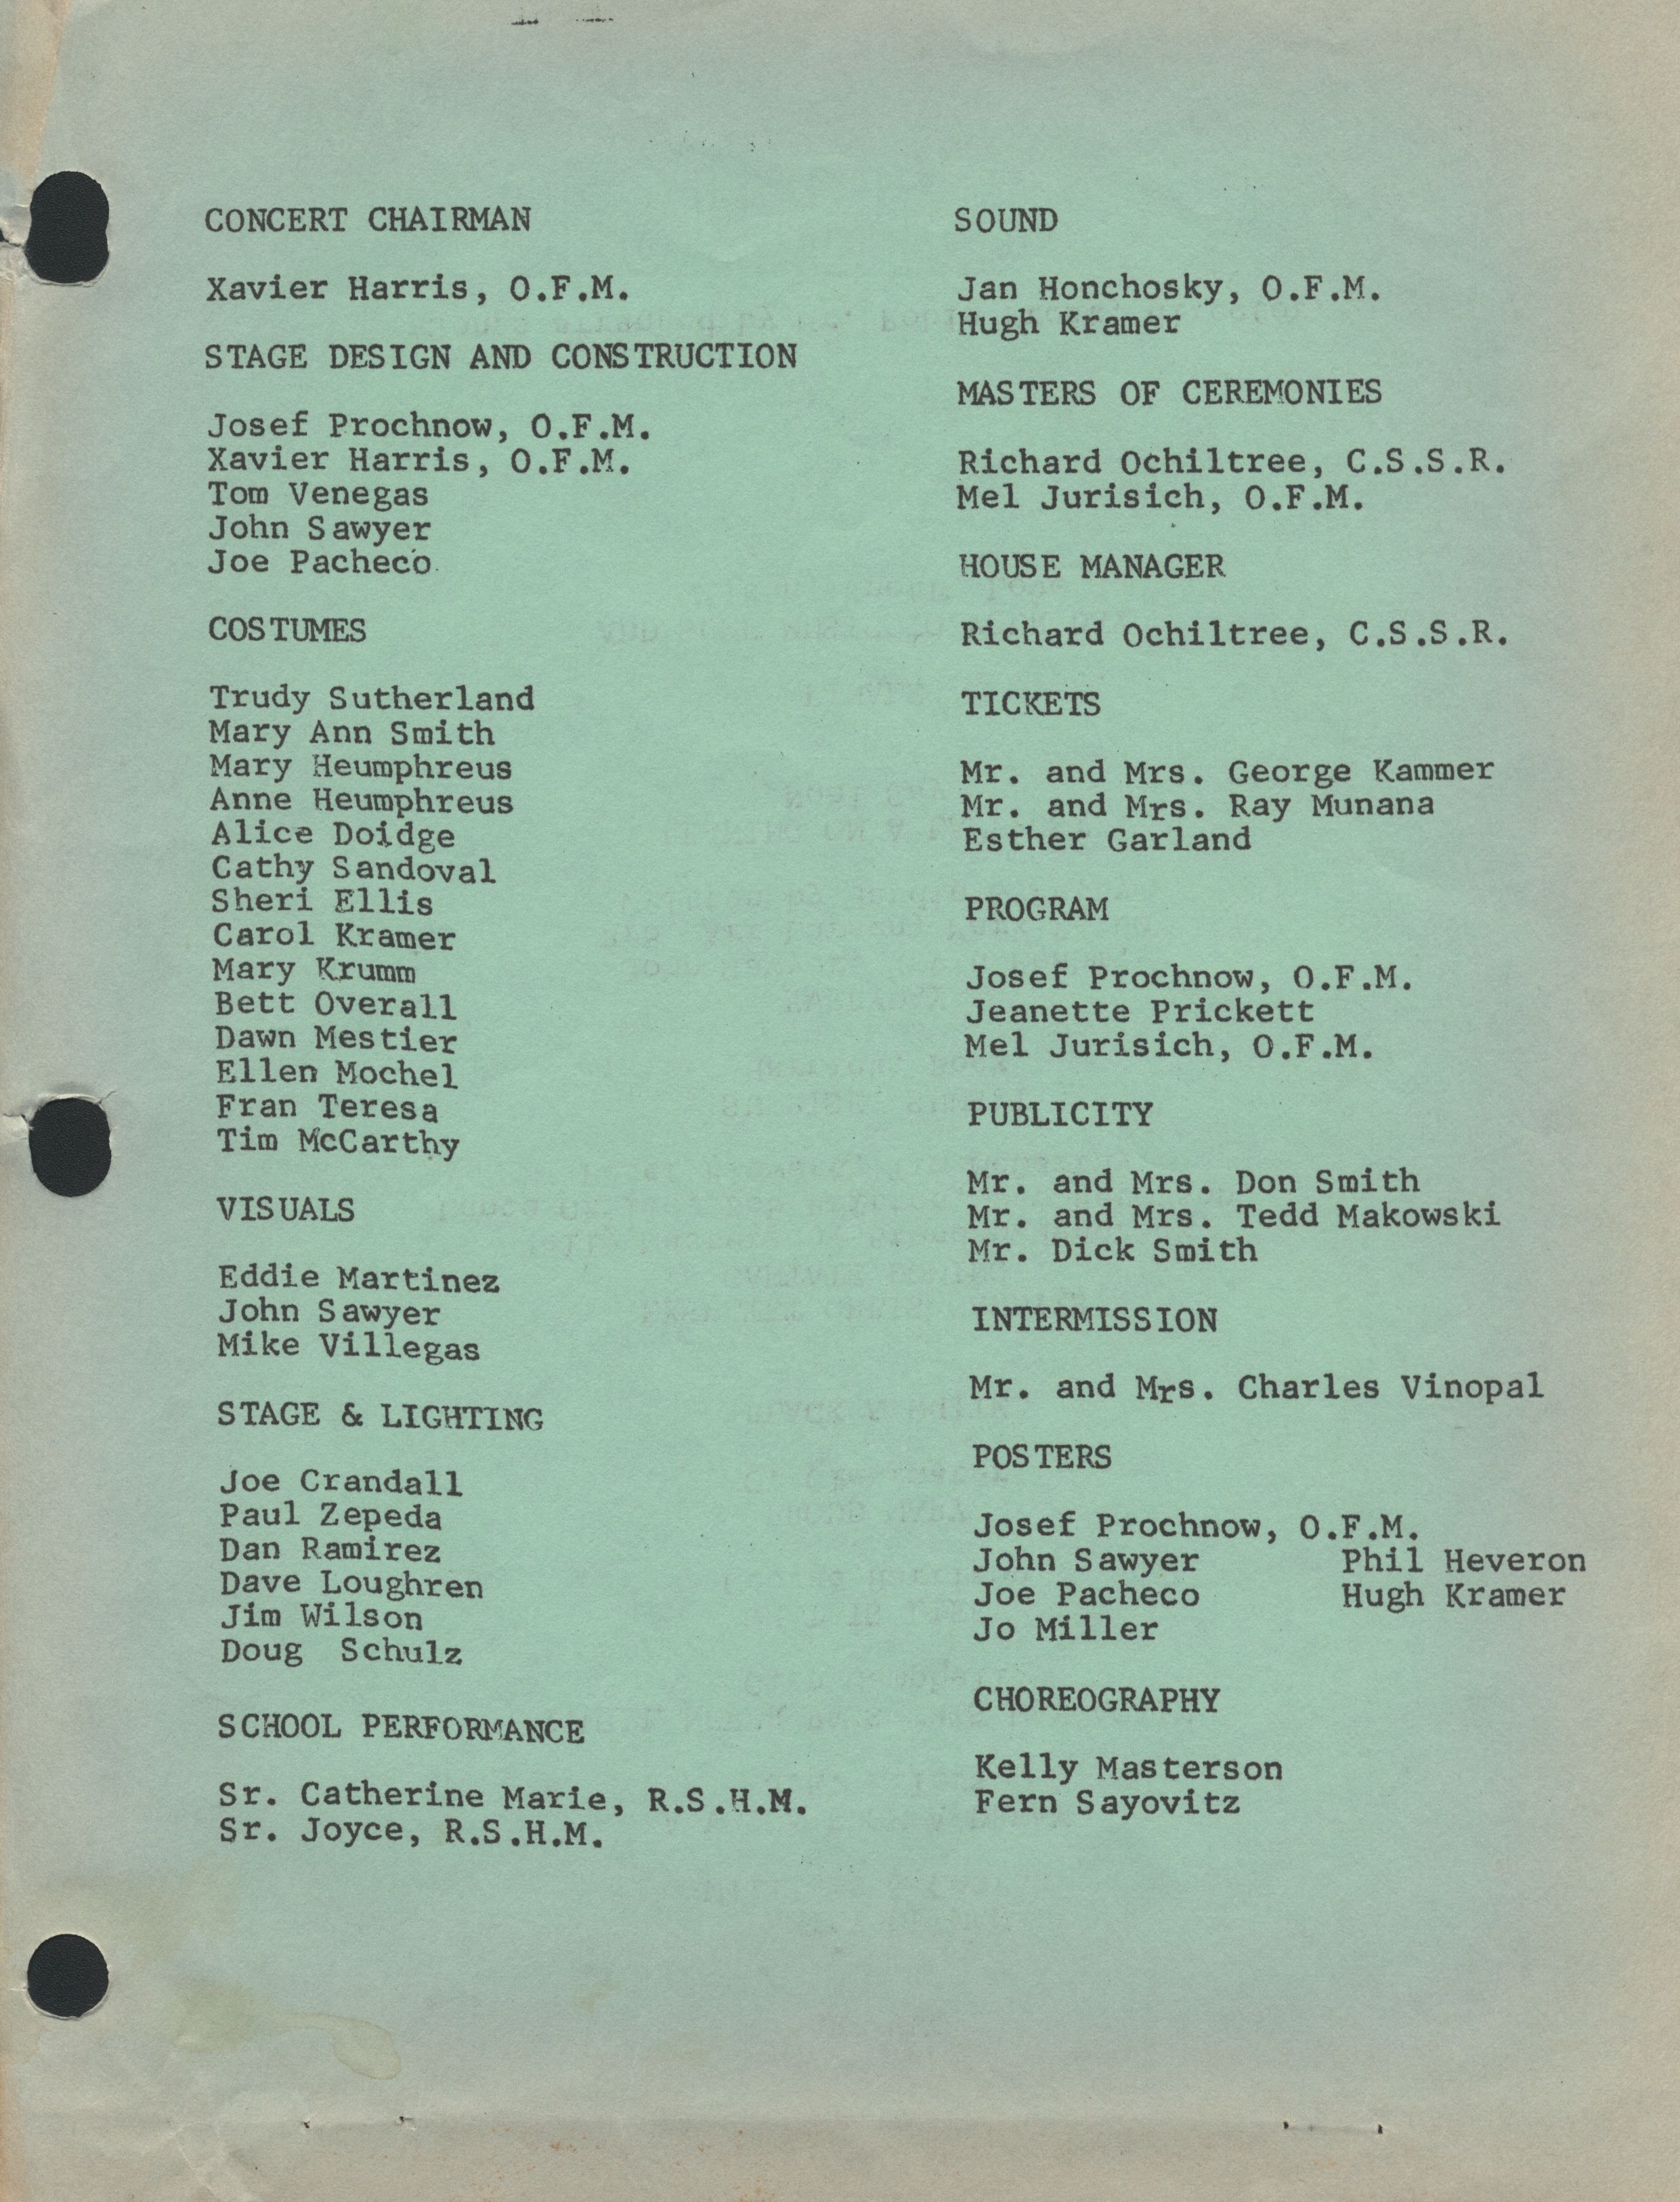 CONCERT CHAIRMAN
Xavier Harris, O.F.M.
STAGE DESIGN AND CONSTRUCTION
Josef Prochnow, O.F.M.
Xavier Harris, O.F.M.
Tom Venegas
John Sawyer
Joe Pacheco
COSTUMES
Trudy Sutherland
Mary Ann Smith
Mary Heumphreus
Anne Heumphreus
Alice Doidge
Cathy Sandoval
Sheri Ellis
Carol Kramer
Mary Krumm
Bett Overall
Dawn Mestier
Ellen Mochel
Fran Teresa
Tim McCarthy
VISUALS
Eddie Martinez
John Sawyer
Mike Villegas
STAGE & LIGHTING
Joe Crandall
Paul Zepeda
Dan Ramirez
Dave Loughren
Jim Wilson
Doug Schulz
SCHOOL PERFORMANCE
Sr. Catherine Marie, R.S.H.M.
Sr. Joyce, R.S.H.M.
SOUND
Jan Honchosky, O.F.M.
Hugh Kramer
MASTERS OF CEREMONIES
Richard Ochiltree, C.S.S.R.
Mel Jurisich, O.F.M.
HOUSE MANAGER
Richard Ochiltree, C.S.S.R.
TICKETS
Mr. and Mrs. George Kammer
Mr. and Mrs. Ray Munana
Esther Garland
PROGRAM
Josef Prochnow, O.F.M.
Jeanette Prickett
Mel Jurisich, O.F.M.
PUBLICITY
Mr. and Mrs. Don Smith
Mr. and Mrs. Tedd Makowski
Mr. Dick Smith
INTERMISSION
Mr. and Mrs. Charles Vinopal
POSTERS
Josef Prochnow, O.F.M.
John Sawyer Phil Heveron
Joe Pacheco Hugh Kramer
Jo Miller
CHOREOGRAPHY
Kelly Masterson
Fern Sayovitz